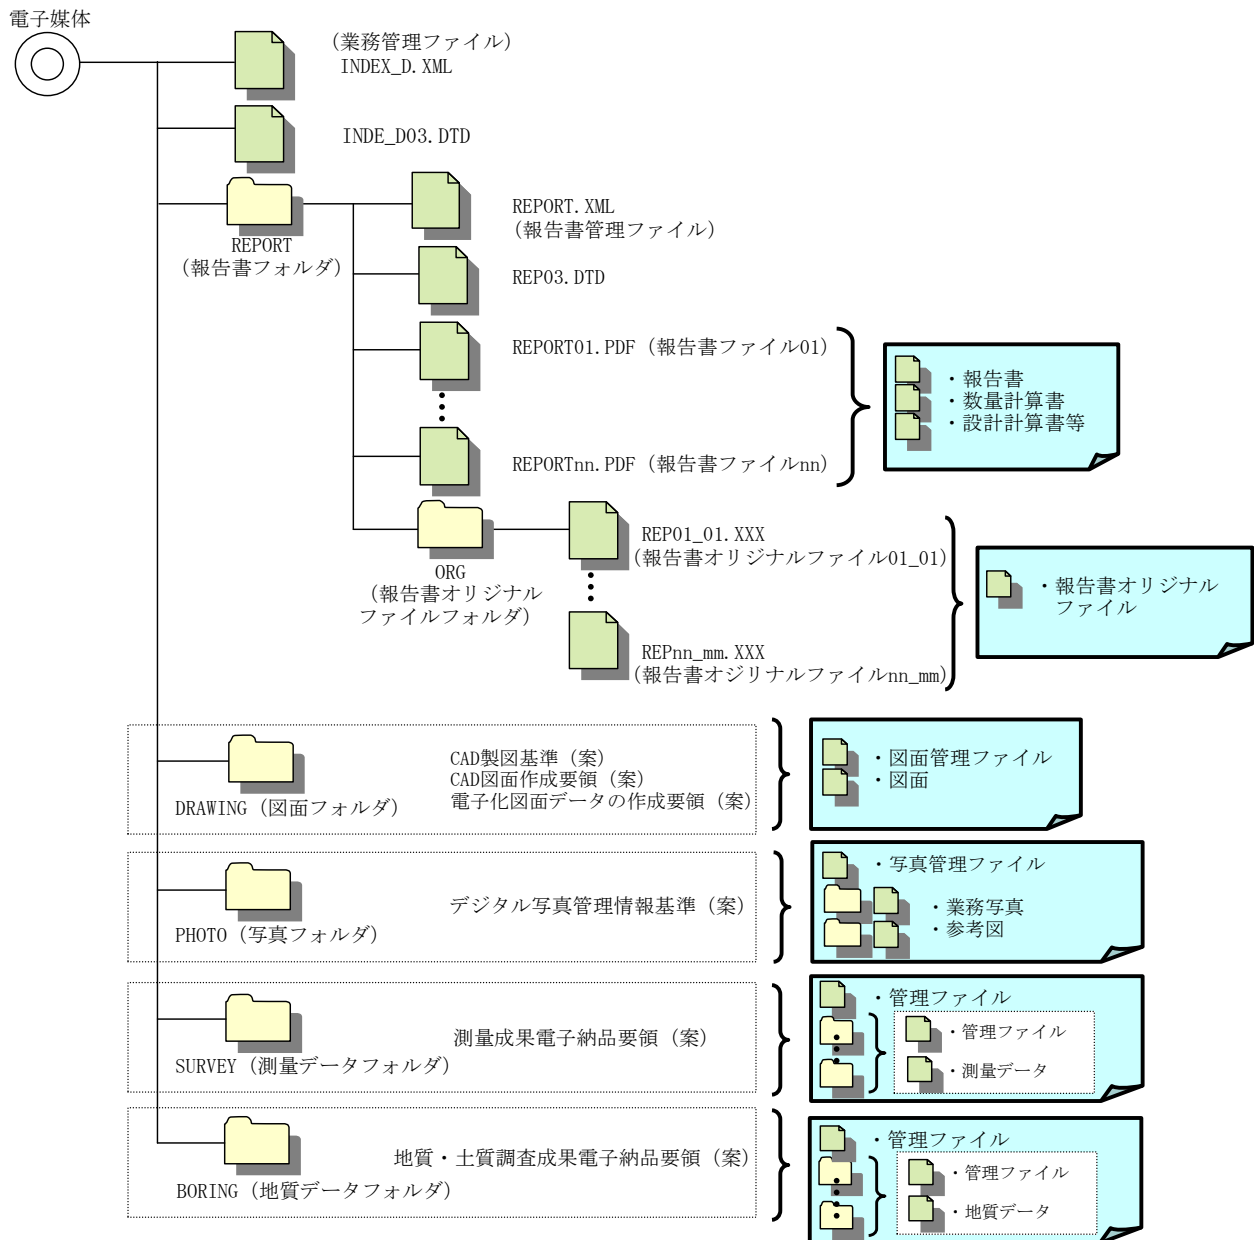 電子媒体
(業務管理ファイル)
INDEX_D.XML
INDE_D03.DTD
REPORT
(報告書フォルダ)
REPORT.XML
(報告書管理ファイル)
REP03.DTD
REPORT01.PDF (報告書ファイル01)
REPORTnn.PDF (報告書ファイルnn)
・報告書
・数量計算書
・設計計算書等
ORG
(報告書オリジナル
ファイルフォルダ)
REP01_01.XXX
(報告書オリジナルファイル01_01)
REPnn_mm.XXX
(報告書オジリナルファイルnn_mm)
・報告書オリジナル
ファイル
DRAWING (図面フォルダ)
CAD製図基準 (案)
CAD図面作成要領 (案)
電子化図面データの作成要領 (案)
・図面管理ファイル
・図面
PHOTO (写真フォルダ)
デジタル写真管理情報基準 (案)
・写真管理ファイル
・業務写真
・参考図
SURVEY (測量データフォルダ)
測量成果電子納品要領 (案)
・管理ファイル
・管理ファイル
・測量データ
BORING (地質データフォルダ)
地質・土質調査成果電子納品要領 (案)
・管理ファイル
・管理ファイル
・地質データ